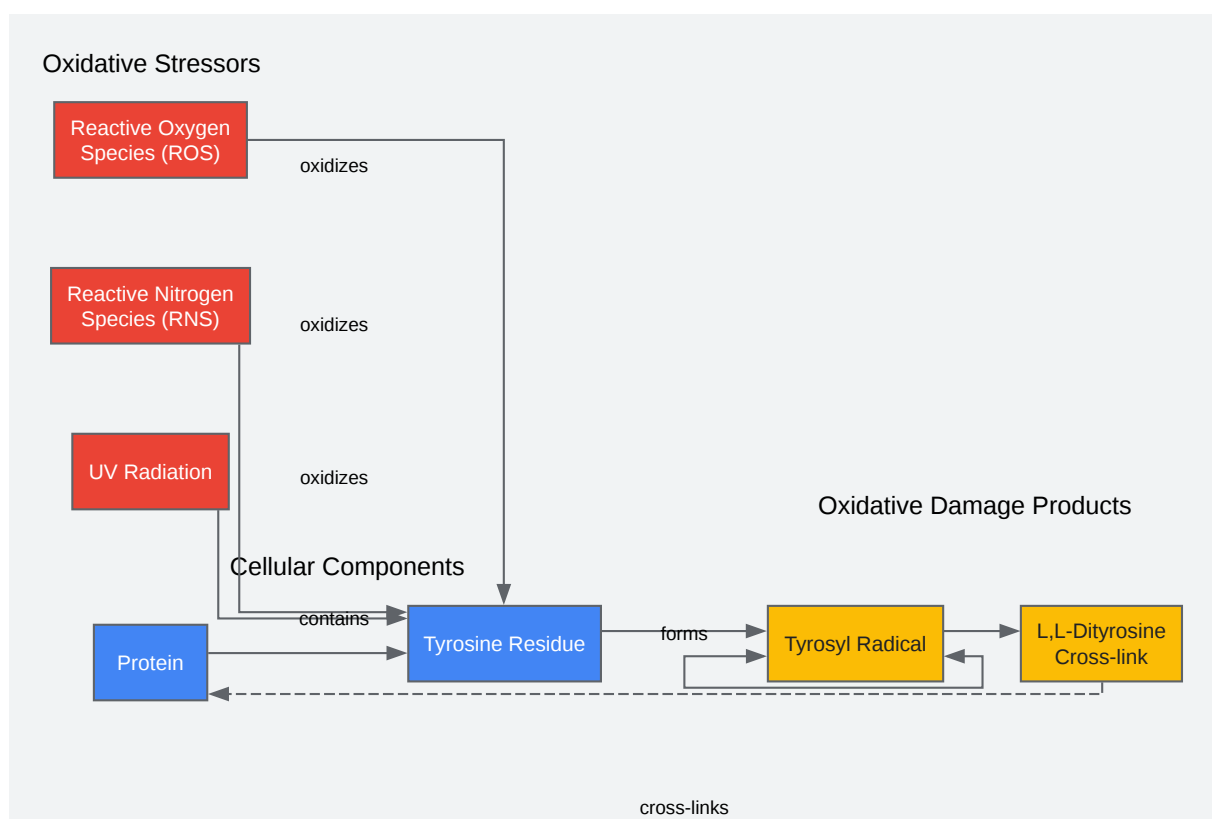 Oxidative Stressors
Reactive Oxygen
Species (ROS)
oxidizes
Reactive Nitrogen
Species (RNS)
oxidizes
UV Radiation
oxidizes
Oxidative Damage Products
Cellular Components
contains
Protein
Tyrosine Residue
forms
Tyrosyl Radical
L,L-Dityrosine
Cross-link
cross-links